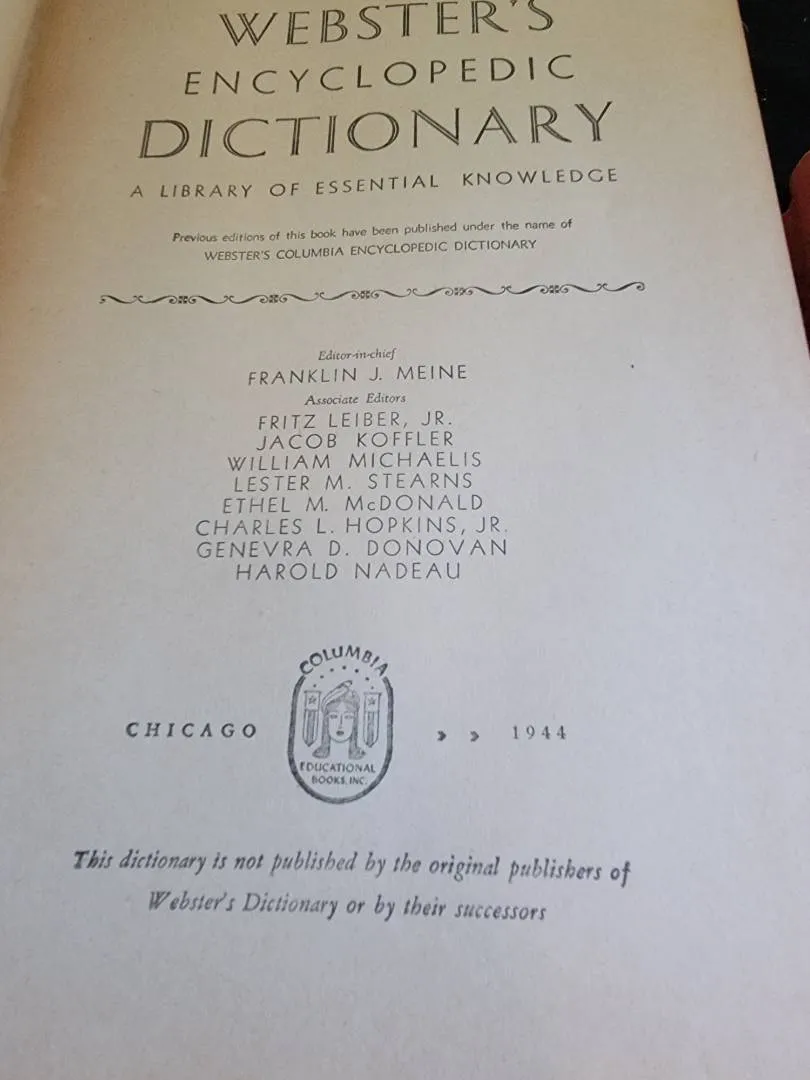 WEBSTER'S
ENCYCLOPEDIC
DICTIONARY
A LIBRARY OF ESSENTIAL KNOWLEDGE
Previous editions of this book have been published under the name of
WEBSTER'S COLUMBIA ENCYCLOPEDIC DICTIONARY
Editor-in-chief
FRANKLIN J. MEINE
Associate Editors
FRITZ LEIBER, JR.
JACOB KOFFLER
WILLIAM MICHAELIS
LESTER M. STEARNS
ETHEL M. McDONALD
CHARLES L. HOPKINS, JR.
GENEVRA D. DONOVAN
HAROLD NADEAU
COLUMBIA
CHICAGO » » 1944
EDUCATIONAL
BOOKS, INC.
This dictionary is not published by the original publishers of
Webster's Dictionary or by their successors